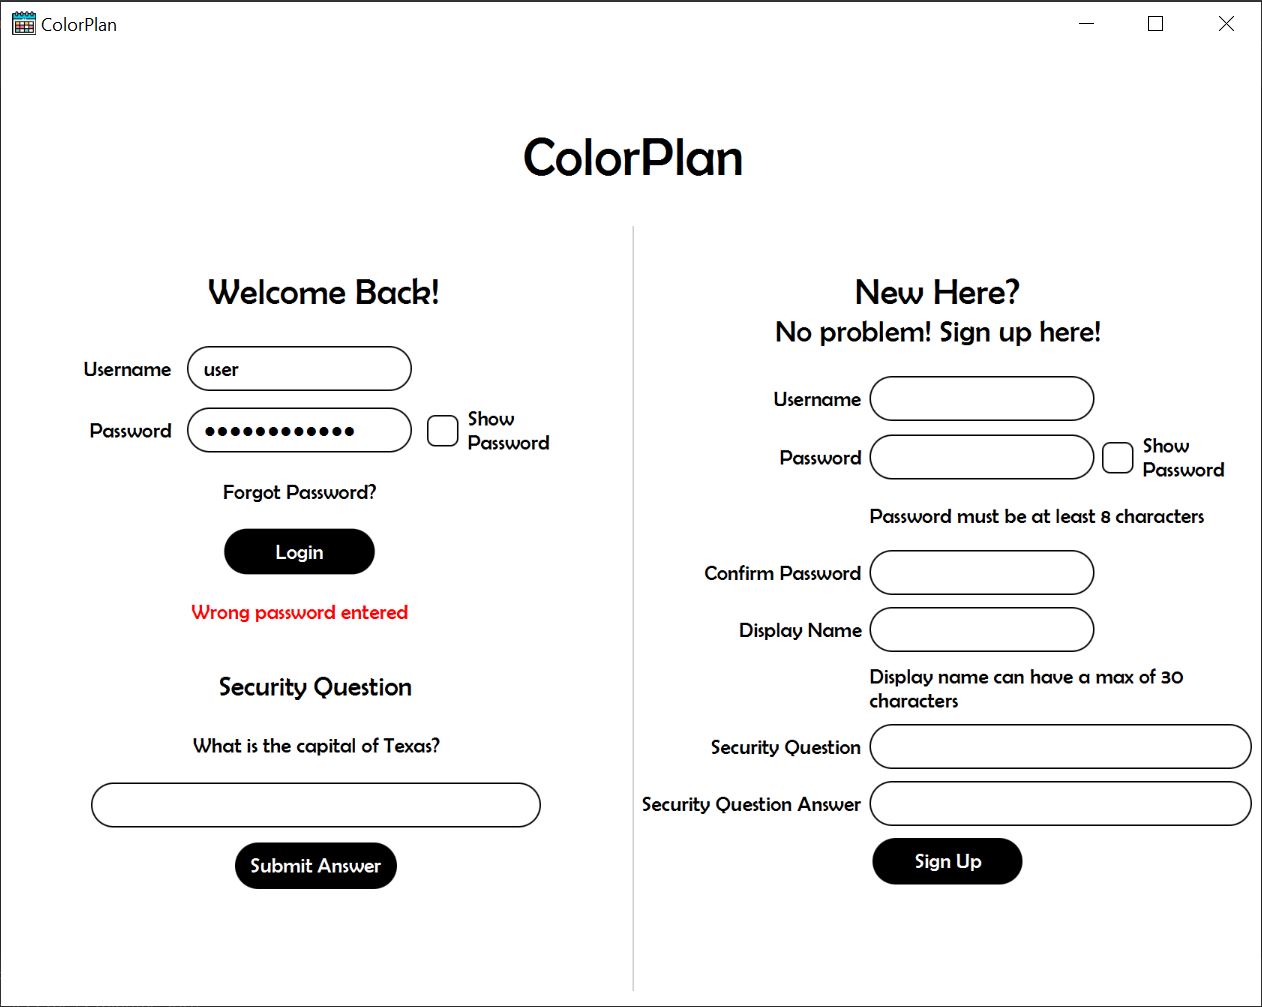 ColorPlan
ColorPlan
Welcome Back!
Username
user
Password
●●●●●●●●●●●●
Show
Password
Forgot Password?
Login
Wrong password entered
Security Question
What is the capital of Texas?
Submit Answer
New Here?
No problem! Sign up here!
Username
Password
Show
Password
Password must be at least 8 characters
Confirm Password
Display Name
Display name can have a max of 30
characters
Security Question
Security Question Answer
Sign Up